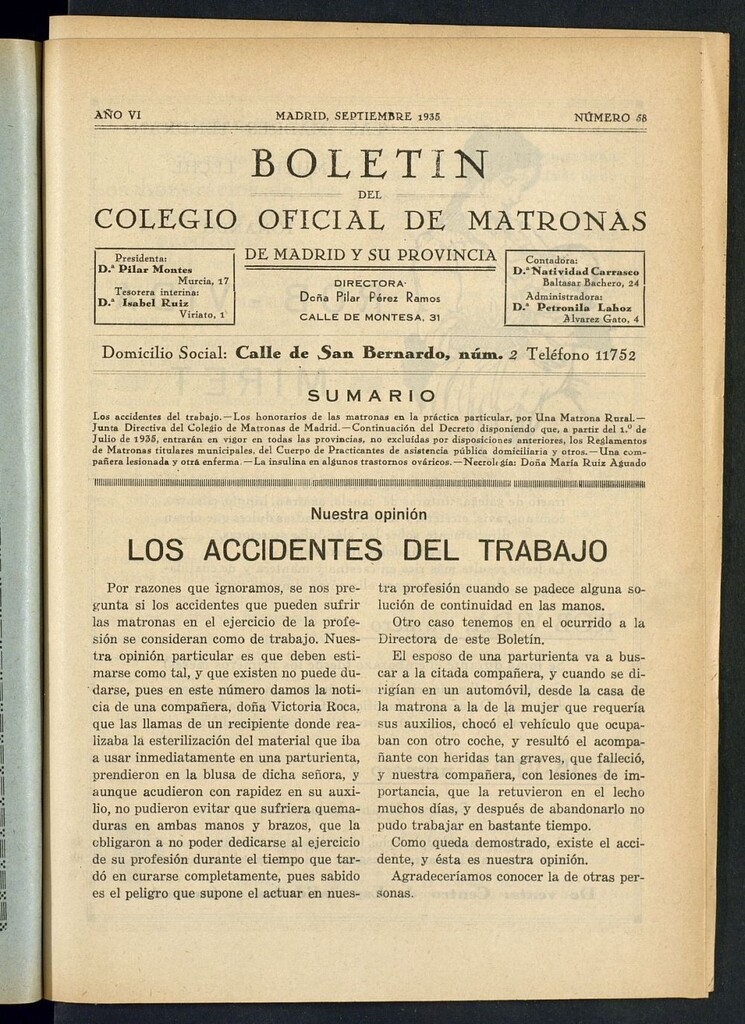 AÑO VI MADRID, SEPTIEMBRE 1935 NÚMERO 58
BOLETIN
DEL
COLEGIO OFICIAL DE MATRONAS
DE MADRID Y SU PROVINCIA
Presidenta:
D.ª Pilar Montes
Murcia, 17
Tesorera interina:
D.ª Isabel Ruiz
Viriato, 1
DIRECTORA·
Doña Pilar Pérez Ramos
CALLE DE MONTESA, 31
Contadora:
D.ª Natividad Carrasco
Baltasar Bachero, 24
Administradora:
D.ª Petronila Lahoz
Alvarez Gato, 4
Domicilio Social: Calle de San Bernardo, núm. 2 Teléfono 11752
SUMARIO
Los accidentes del trabajo.—Los honorarios de las matronas en la práctica particular, por Una Matrona Rural.—
Junta Directiva del Colegio de Matronas de Madrid.—Continuación del Decreto disponiendo que, a partir del 1.º de
Julio de 1935, entrarán en vigor en todas las provincias, no excluídas por disposiciones anteriores, los Reglamentos
de Matronas titulares municipales, del Cuerpo de Practicantes de asistencia pública domiciliaria y otros.—Una com-
pañera lesionada y otra enferma.—La insulina en algunos trastornos ováricos.—Necrología: Doña María Ruiz Aguado
Nuestra opinión
LOS ACCIDENTES DEL TRABAJO
Por razones que ignoramos, se nos pre-
gunta si los accidentes que pueden sufrir
las matronas en el ejercicio de la profe-
sión se consideran como de trabajo. Nues-
tra opinión particular es que deben esti-
marse como tal, y que existen no puede du-
darse, pues en este número damos la noti-
cia de una compañera, doña Victoria Roca,
que las llamas de un recipiente donde rea-
lizaba la esterilización del material que iba
a usar inmediatamente en una parturienta,
prendieron en la blusa de dicha señora, y
aunque acudieron con rapidez en su auxi-
lio, no pudieron evitar que sufriera quema-
duras en ambas manos y brazos, que la
obligaron a no poder dedicarse al ejercicio
de su profesión durante el tiempo que tar-
dó en curarse completamente, pues sabido
es el peligro que supone el actuar en nues-
tra profesión cuando se padece alguna so-
lución de continuidad en las manos.
Otro caso tenemos en el ocurrido a la
Directora de este Boletín.
El esposo de una parturienta va a bus-
car a la citada compañera, y cuando se di-
rigían en un automóvil, desde la casa de
la matrona a la de la mujer que requería
sus auxilios, chocó el vehículo que ocupa-
ban con otro coche, y resultó el acompa-
ñante con heridas tan graves, que falleció,
y nuestra compañera, con lesiones de im-
portancia, que la retuvieron en el lecho
muchos días, y después de abandonarlo no
pudo trabajar en bastante tiempo.
Como queda demostrado, existe el acci-
dente, y ésta es nuestra opinión.
Agradeceríamos conocer la de otras per-
sonas.